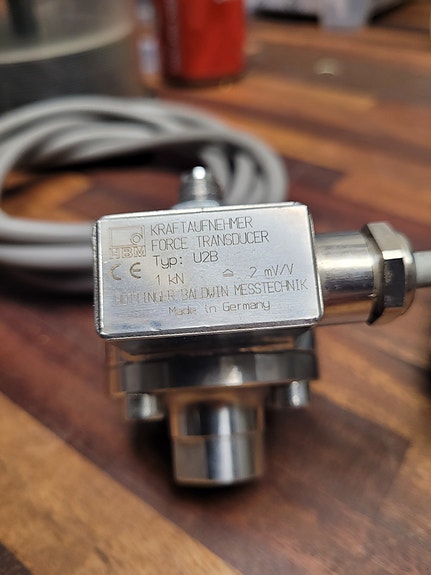 KRAFTAUFNEHMER
FORCE TRANSDUCER
HBM
Typ: U2B
CE 1 kN ≙ 2 mV/V
HOTTINGER BALDWIN MESSTECHNIK
Made in Germany